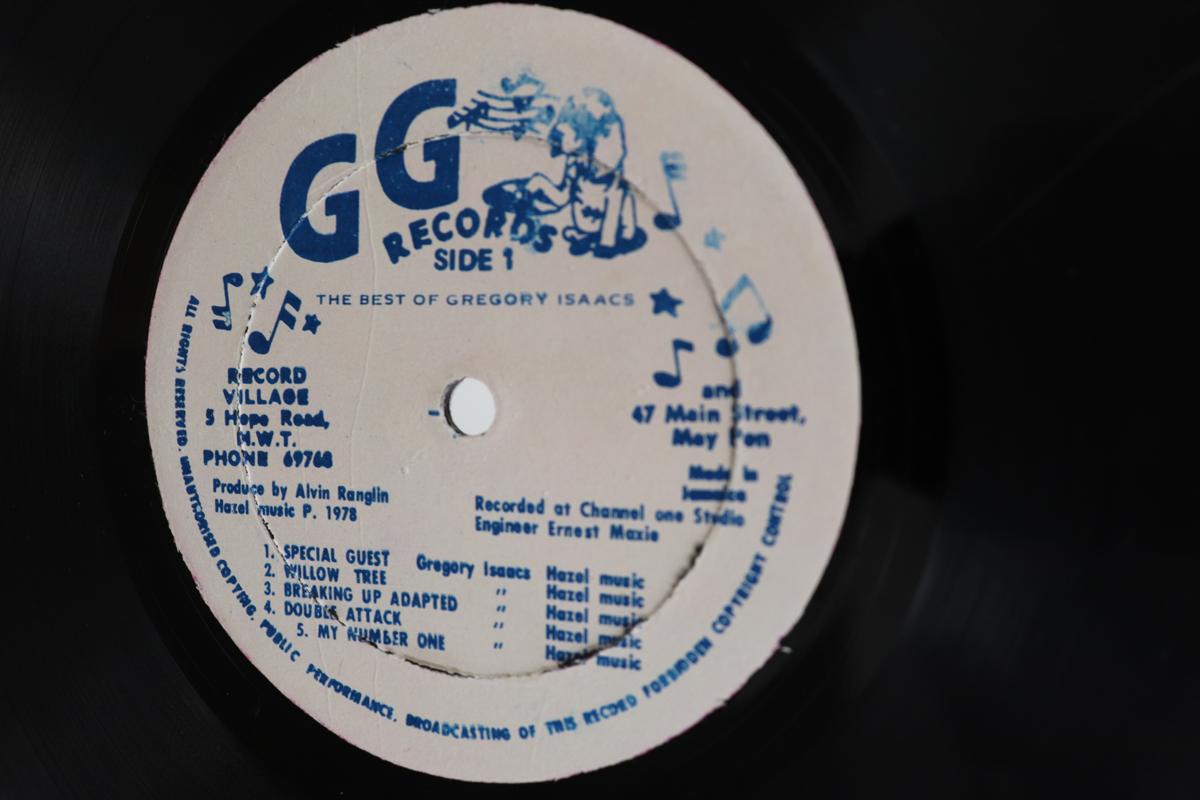 GG
RECORDS
SIDE 1
THE BEST OF GREGORY ISAACS
RECORD
VILLAGE
5 Hope Road,
H.W.T.
PHONE 69768
and
47 Main Street,
May Pen
Made in
Jamaica
Produce by Alvin Ranglin
Hazel music P. 1978
Recorded at Channel one Studio
Engineer Ernest Maxie
1. SPECIAL GUEST Gregory Isaacs Hazel music
2. WILLOW TREE " Hazel music
3. BREAKING UP ADAPTED " Hazel music
4. DOUBLE ATTACK " Hazel music
5. MY NUMBER ONE " Hazel music
ALL RIGHTS RESERVED. UNAUTHORISED COPYING. PUBLIC PERFORMANCE. BROADCASTING OF THIS RECORD FORBIDDEN COPYRIGHT CONTROL